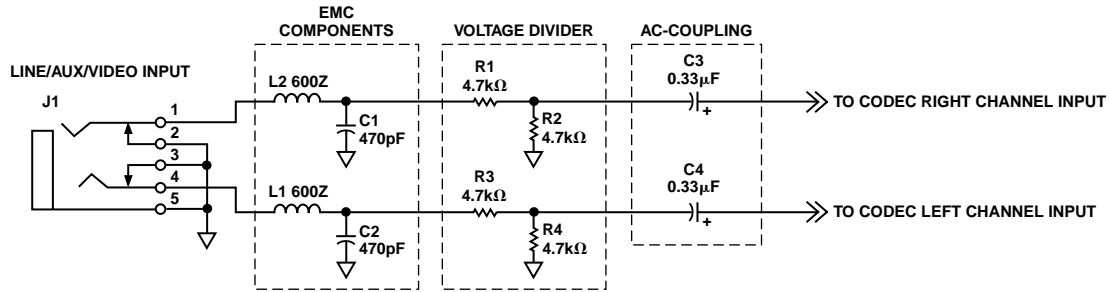 EMC
COMPONENTS
VOLTAGE DIVIDER
AC-COUPLING
LINE/AUX/VIDEO INPUT
J1
1
2
3
4
5
L2 600Z
C1
470pF
R1
4.7kΩ
R2
4.7kΩ
C3
0.33µF
+
TO CODEC RIGHT CHANNEL INPUT
L1 600Z
C2
470pF
R3
4.7kΩ
R4
4.7kΩ
C4
0.33µF
+
TO CODEC LEFT CHANNEL INPUT